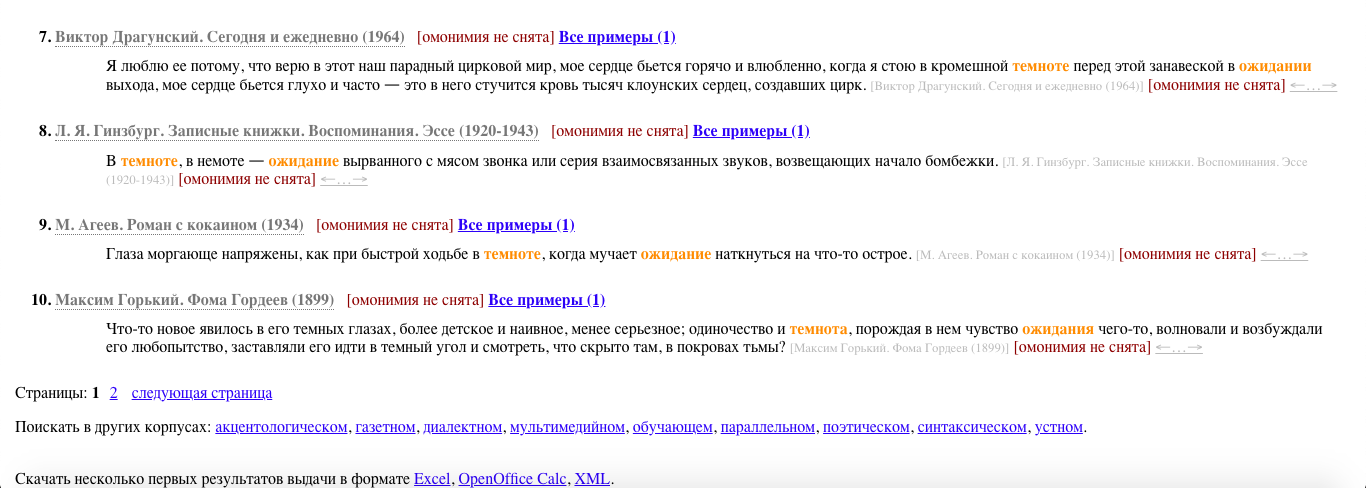 7. Виктор Драгунский. Сегодня и ежедневно (1964) [омонимия не снята] Все примеры (1)
Я люблю ее потому, что верю в этот наш парадный цирковой мир, мое сердце бьется горячо и влюбленно, когда я стою в кромешной темноте перед этой занавеской в ожидании
выхода, мое сердце бьется глухо и часто ― это в него стучится кровь тысяч клоунских сердец, создавших цирк. [Виктор Драгунский. Сегодня и ежедневно (1964)] [омонимия не снята] ←…→
8. Л. Я. Гинзбург. Записные книжки. Воспоминания. Эссе (1920-1943) [омонимия не снята] Все примеры (1)
В темноте, в немоте ― ожидание вырванного с мясом звонка или серия взаимосвязанных звуков, возвещающих начало бомбежки. [Л. Я. Гинзбург. Записные книжки. Воспоминания. Эссе
(1920-1943)] [омонимия не снята] ←…→
9. М. Агеев. Роман с кокаином (1934) [омонимия не снята] Все примеры (1)
Глаза моргающе напряжены, как при быстрой ходьбе в темноте, когда мучает ожидание наткнуться на что-то острое. [М. Агеев. Роман с кокаином (1934)] [омонимия не снята] ←…→
10. Максим Горький. Фома Гордеев (1899) [омонимия не снята] Все примеры (1)
Что-то новое явилось в его темных глазах, более детское и наивное, менее серьезное; одиночество и темнота, порождая в нем чувство ожидания чего-то, волновали и возбуждали
его любопытство, заставляли его идти в темный угол и смотреть, что скрыто там, в покровах тьмы? [Максим Горький. Фома Гордеев (1899)] [омонимия не снята] ←…→
Страницы: 1 2 следующая страница
Поискать в других корпусах: акцентологическом, газетном, диалектном, мультимедийном, обучающем, параллельном, поэтическом, синтаксическом, устном.
Скачать несколько первых результатов выдачи в формате Excel, OpenOffice Calc, XML.